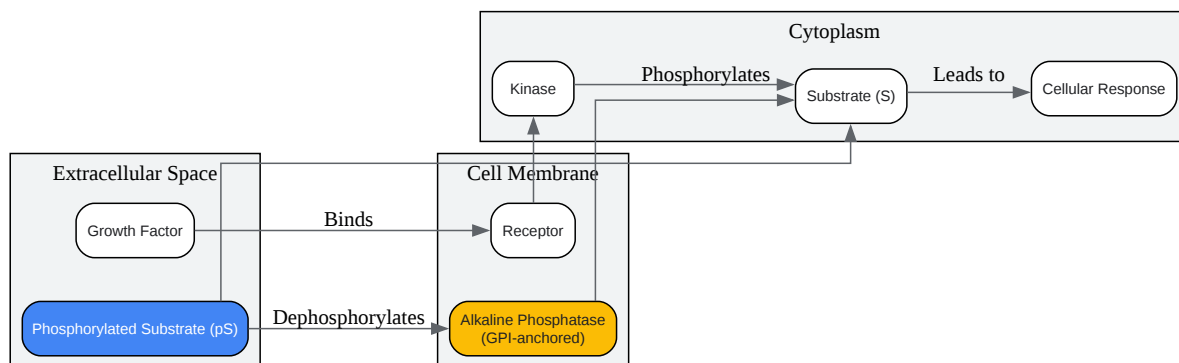 Cytoplasm
Kinase
Phosphorylates
Substrate (S)
Leads to
Cellular Response
Extracellular Space
Cell Membrane
Growth Factor
Binds
Receptor
Phosphorylated Substrate (pS)
Dephosphorylates
Alkaline Phosphatase
(GPI-anchored)